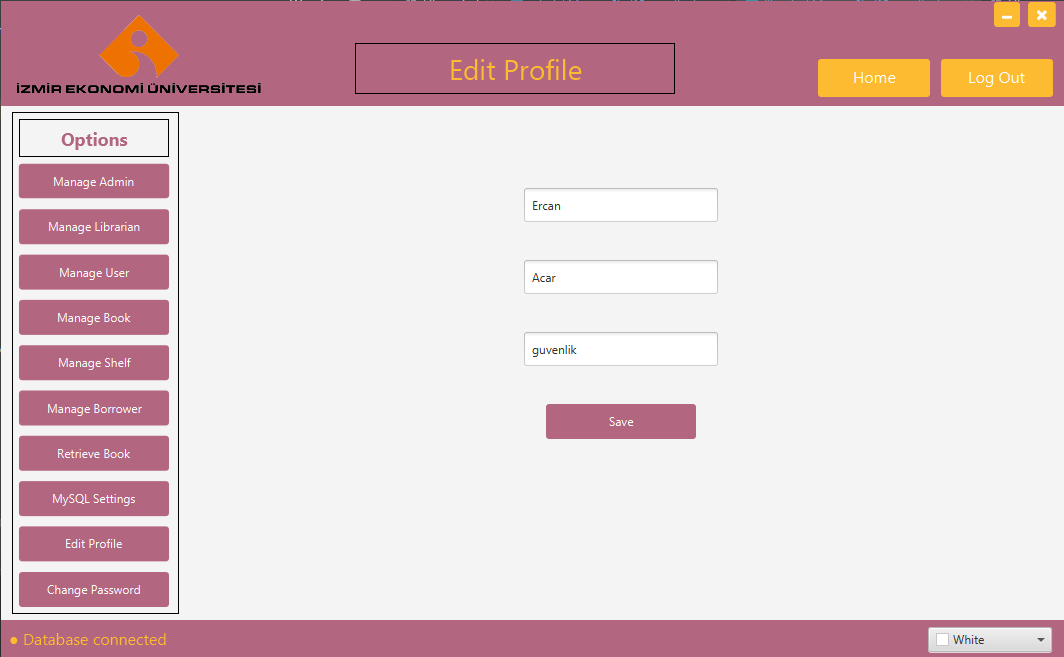 İZMİR EKONOMİ ÜNİVERSİTESİ
Edit Profile
Home
Log Out
Options
Manage Admin
Manage Librarian
Manage User
Manage Book
Manage Shelf
Manage Borrower
Retrieve Book
MySQL Settings
Edit Profile
Change Password
Ercan
Acar
guvenlik
Save
Database connected
White